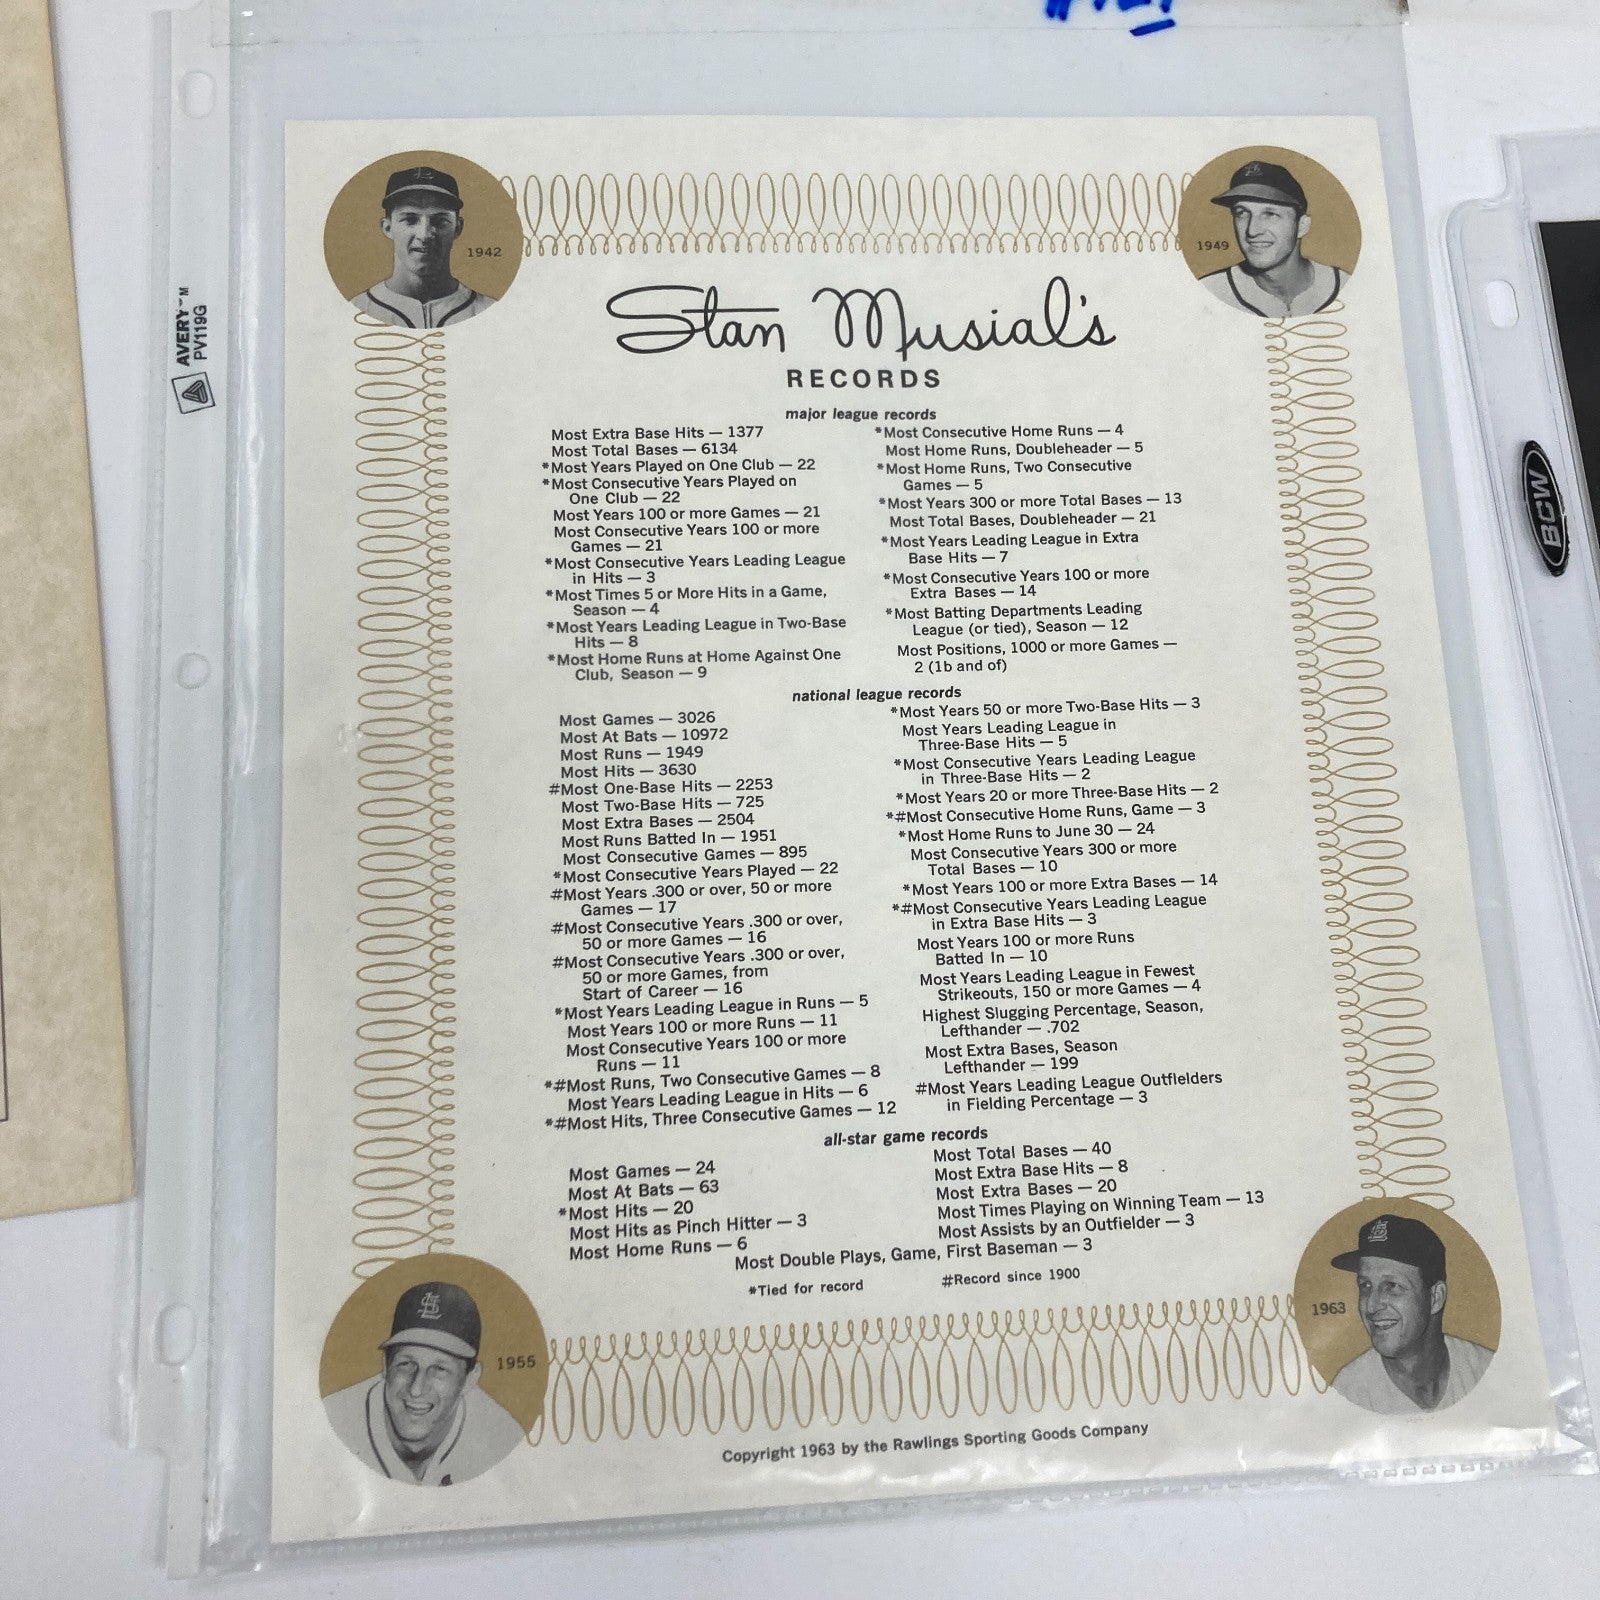 AVERY™
PV119G
BCW
1942
1949
Stan Musial's
RECORDS
major league records
Most Extra Base Hits — 1377
Most Total Bases — 6134
*Most Years Played on One Club — 22
*Most Consecutive Years Played on
One Club — 22
Most Years 100 or more Games — 21
Most Consecutive Years 100 or more
Games — 21
*Most Consecutive Years Leading League
in Hits — 3
*Most Times 5 or More Hits in a Game,
Season — 4
*Most Years Leading League in Two-Base
Hits — 8
*Most Home Runs at Home Against One
Club, Season — 9
*Most Consecutive Home Runs — 4
Most Home Runs, Doubleheader — 5
*Most Home Runs, Two Consecutive
Games — 5
*Most Years 300 or more Total Bases — 13
Most Total Bases, Doubleheader — 21
*Most Years Leading League in Extra
Base Hits — 7
*Most Consecutive Years 100 or more
Extra Bases — 14
*Most Batting Departments Leading
League (or tied), Season — 12
Most Positions, 1000 or more Games —
2 (1b and of)
national league records
Most Games — 3026
Most At Bats — 10972
Most Runs — 1949
Most Hits — 3630
#Most One-Base Hits — 2253
Most Two-Base Hits — 725
Most Extra Bases — 2504
Most Runs Batted In — 1951
Most Consecutive Games — 895
*Most Consecutive Years Played — 22
#Most Years .300 or over, 50 or more
Games — 17
#Most Consecutive Years .300 or over,
50 or more Games — 16
#Most Consecutive Years .300 or over,
50 or more Games, from
Start of Career — 16
*Most Years Leading League in Runs — 5
Most Years 100 or more Runs — 11
Most Consecutive Years 100 or more
Runs — 11
*#Most Runs, Two Consecutive Games — 8
Most Years Leading League in Hits — 6
*#Most Hits, Three Consecutive Games — 12
*Most Years 50 or more Two-Base Hits — 3
Most Years Leading League in
Three-Base Hits — 5
*Most Consecutive Years Leading League
in Three-Base Hits — 2
*Most Years 20 or more Three-Base Hits — 2
*#Most Consecutive Home Runs, Game — 3
*Most Home Runs to June 30 — 24
Most Consecutive Years 300 or more
Total Bases — 10
*Most Years 100 or more Extra Bases — 14
*#Most Consecutive Years Leading League
in Extra Base Hits — 3
Most Years 100 or more Runs
Batted In — 10
Most Years Leading League in Fewest
Strikeouts, 150 or more Games — 4
Highest Slugging Percentage, Season,
Lefthander — .702
Most Extra Bases, Season
Lefthander — 199
#Most Years Leading League Outfielders
in Fielding Percentage — 3
all-star game records
Most Games — 24
Most At Bats — 63
*Most Hits — 20
Most Hits as Pinch Hitter — 3
Most Home Runs — 6
Most Total Bases — 40
Most Extra Base Hits — 8
Most Extra Bases — 20
Most Times Playing on Winning Team — 13
Most Assists by an Outfielder — 3
Most Double Plays, Game, First Baseman — 3
*Tied for record
#Record since 1900
1955
1963
Copyright 1963 by the Rawlings Sporting Goods Company